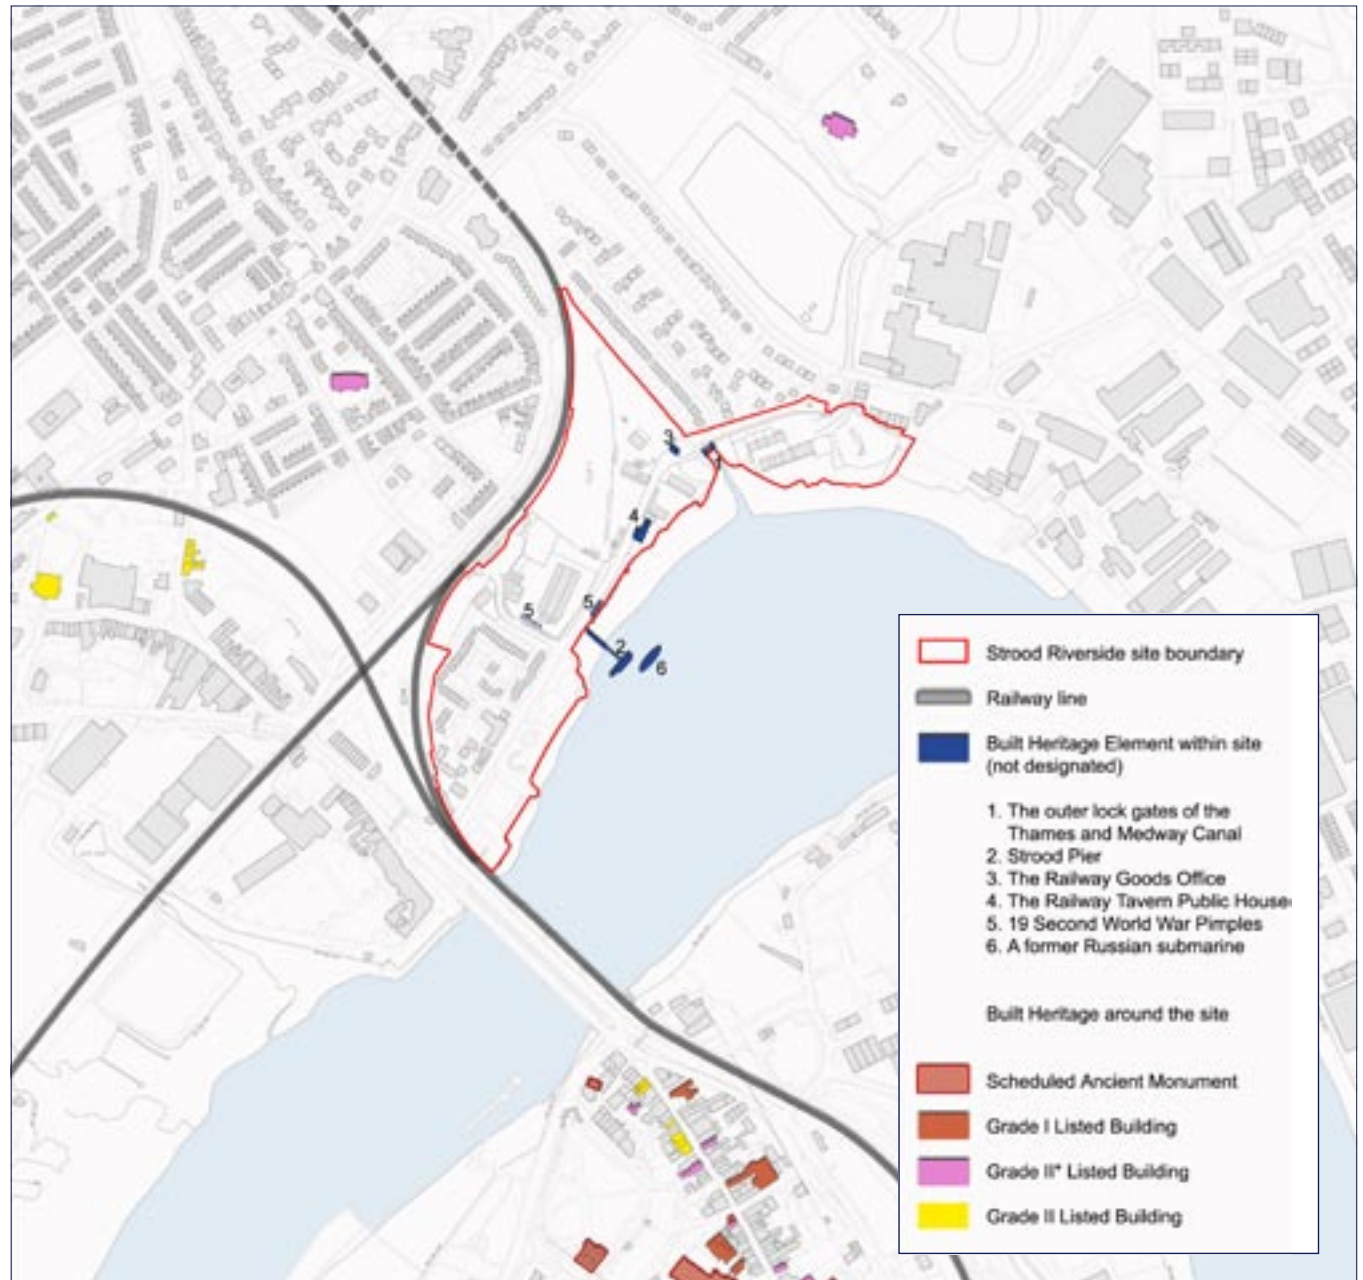 3
1
4
5
5
2
6
Strood Riverside site boundary
Railway line
Built Heritage Element within site
(not designated)
1. The outer lock gates of the
Thames and Medway Canal
2. Strood Pier
3. The Railway Goods Office
4. The Railway Tavern Public House
5. 19 Second World War Pimples
6. A former Russian submarine
Built Heritage around the site
Scheduled Ancient Monument
Grade I Listed Building
Grade II* Listed Building
Grade II Listed Building